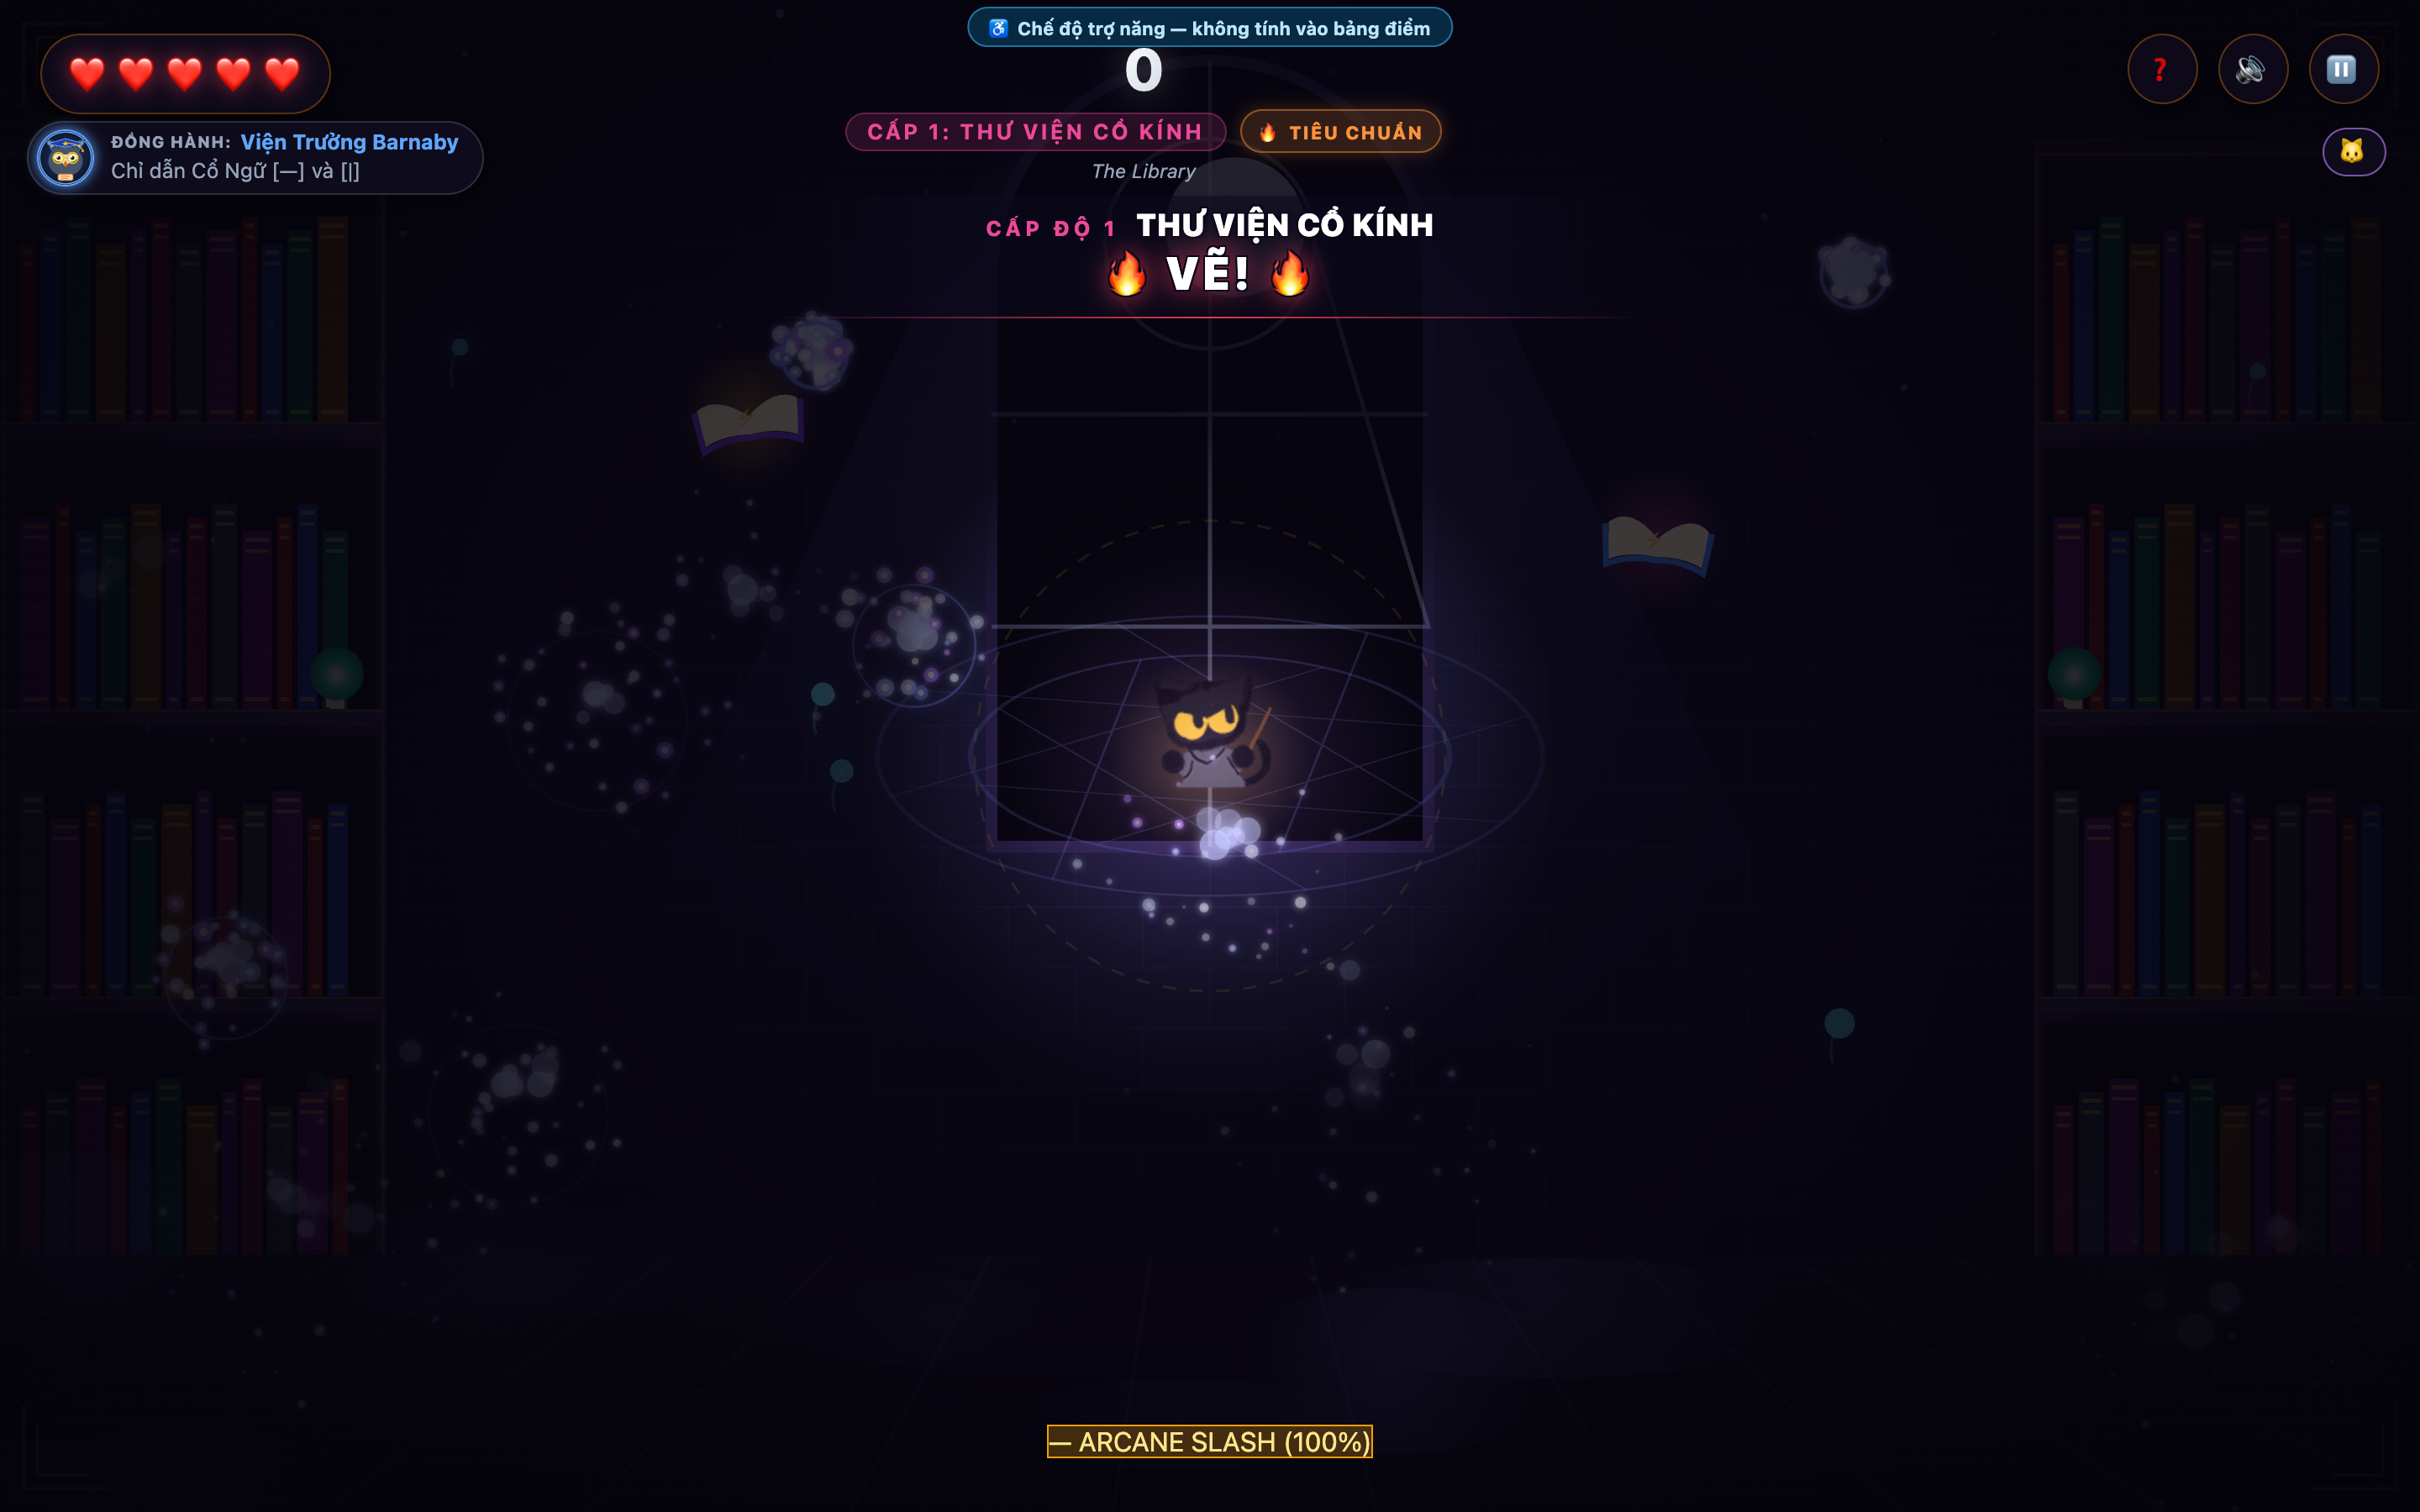 ♿ Chế độ trợ năng — không tính vào bảng điểm
0
ĐỒNG HÀNH: Viện Trưởng Barnaby
Chỉ dẫn Cổ Ngữ [—] và [|]
CẤP 1: THƯ VIỆN CỔ KÍNH
🔥 TIÊU CHUẨN
The Library
❓
CẤP ĐỘ 1 THƯ VIỆN CỔ KÍNH
🔥 VẼ! 🔥
— ARCANE SLASH (100%)